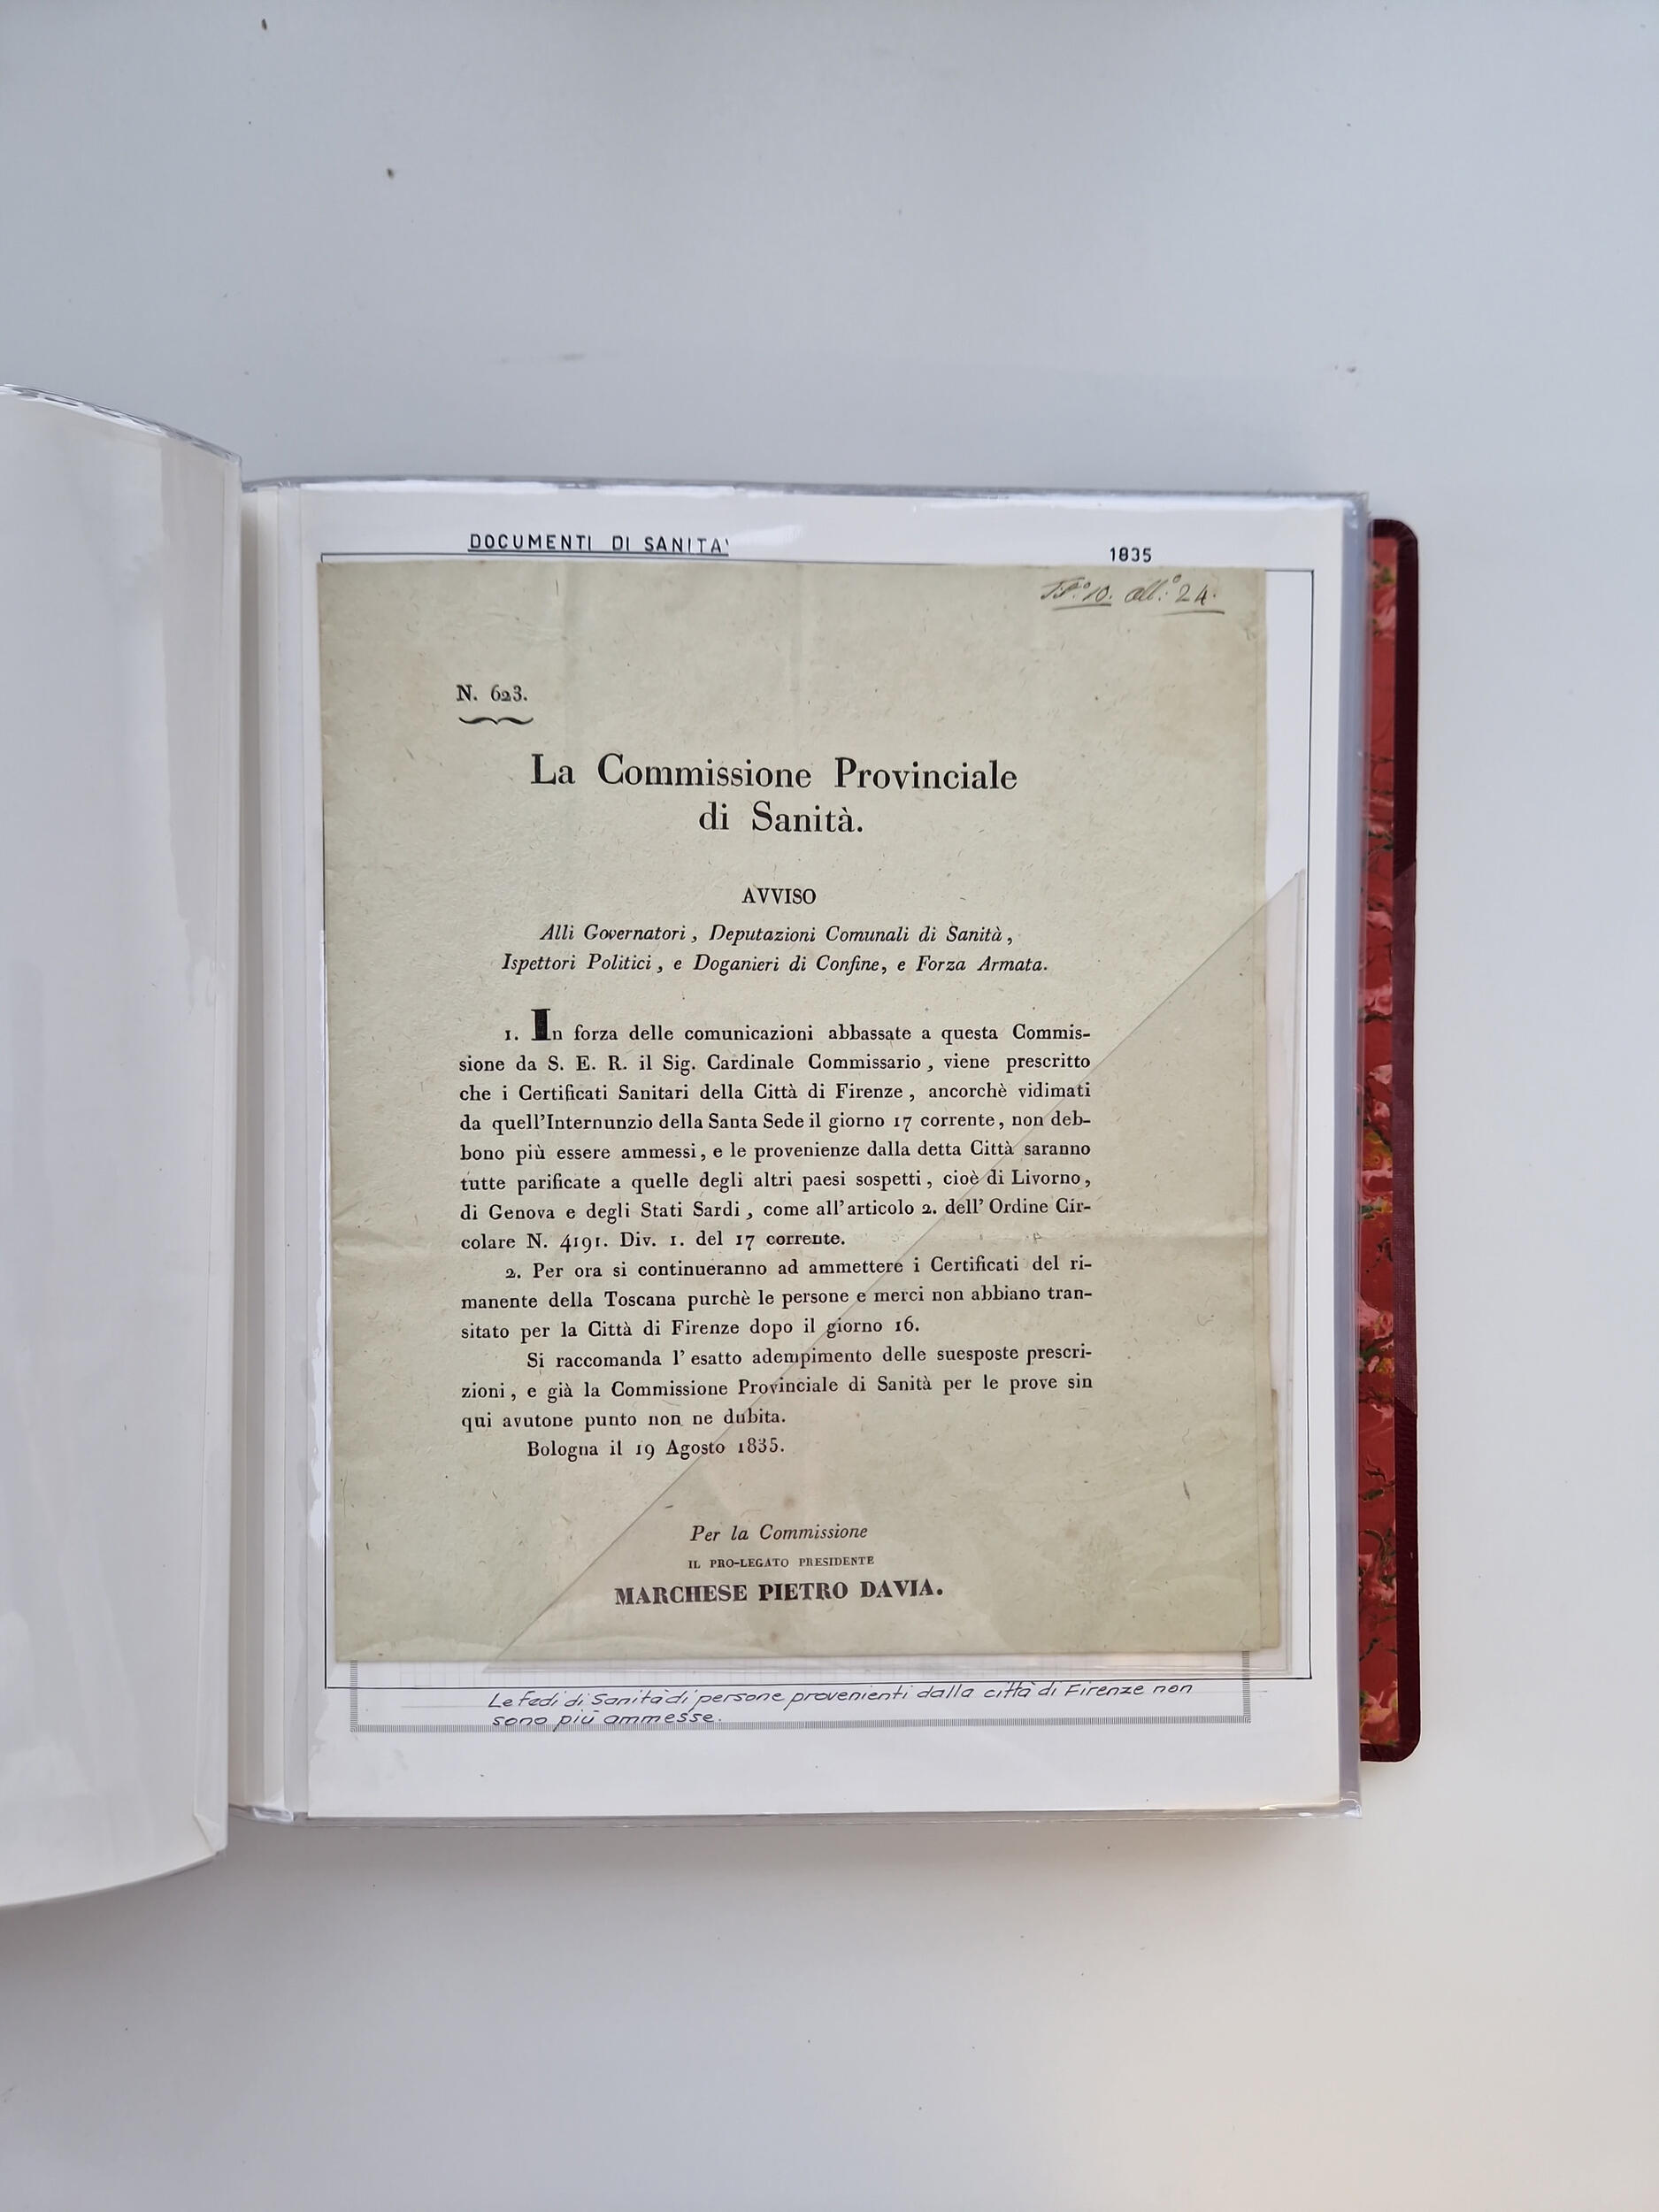 DOCUMENTI DI SANITA'
1835
All.° 24.
N. 623.
La Commissione Provinciale
di Sanità.
AVVISO
Alli Governatori, Deputazioni Comunali di Sanità,
Ispettori Politici, e Doganieri di Confine, e Forza Armata.
1. In forza delle comunicazioni abbassate a questa Commis-
sione da S. E. R. il Sig. Cardinale Commissario, viene prescritto
che i Certificati Sanitari della Città di Firenze, ancorchè vidimati
da quell'Internunzio della Santa Sede il giorno 17 corrente, non deb-
bono più essere ammessi, e le provenienze dalla detta Città saranno
tutte parificate a quelle degli altri paesi sospetti, cioè di Livorno,
di Genova e degli Stati Sardi, come all'articolo 2. dell' Ordine Cir-
colare N. 4191. Div. 1. del 17 corrente.
2. Per ora si continueranno ad ammettere i Certificati del ri-
manente della Toscana purchè le persone e merci non abbiano tran-
sitato per la Città di Firenze dopo il giorno 16.
Si raccomanda l' esatto adempimento delle suesposte prescri-
zioni, e già la Commissione Provinciale di Sanità per le prove sin
qui avutone punto non ne dubita.
Bologna il 19 Agosto 1835.
Per la Commissione
IL PRO-LEGATO PRESIDENTE
MARCHESE PIETRO DAVIA.
Le fedi di Sanità di persone provenienti dalla città di Firenze non
sono più ammesse.